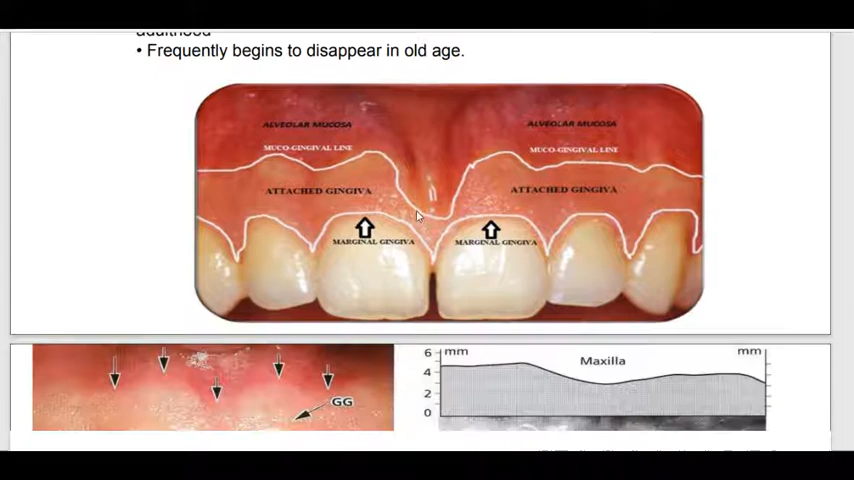 adulthood
• Frequently begins to disappear in old age.
ALVEOLAR MUCOSA
ALVEOLAR MUCOSA
MUCO-GINGIVAL LINE
MUCO-GINGIVAL LINE
ATTACHED GINGIVA
ATTACHED GINGIVA
MARGINAL GINGIVA
MARGINAL GINGIVA
GG
6
mm
Maxilla
mm
4
2
0